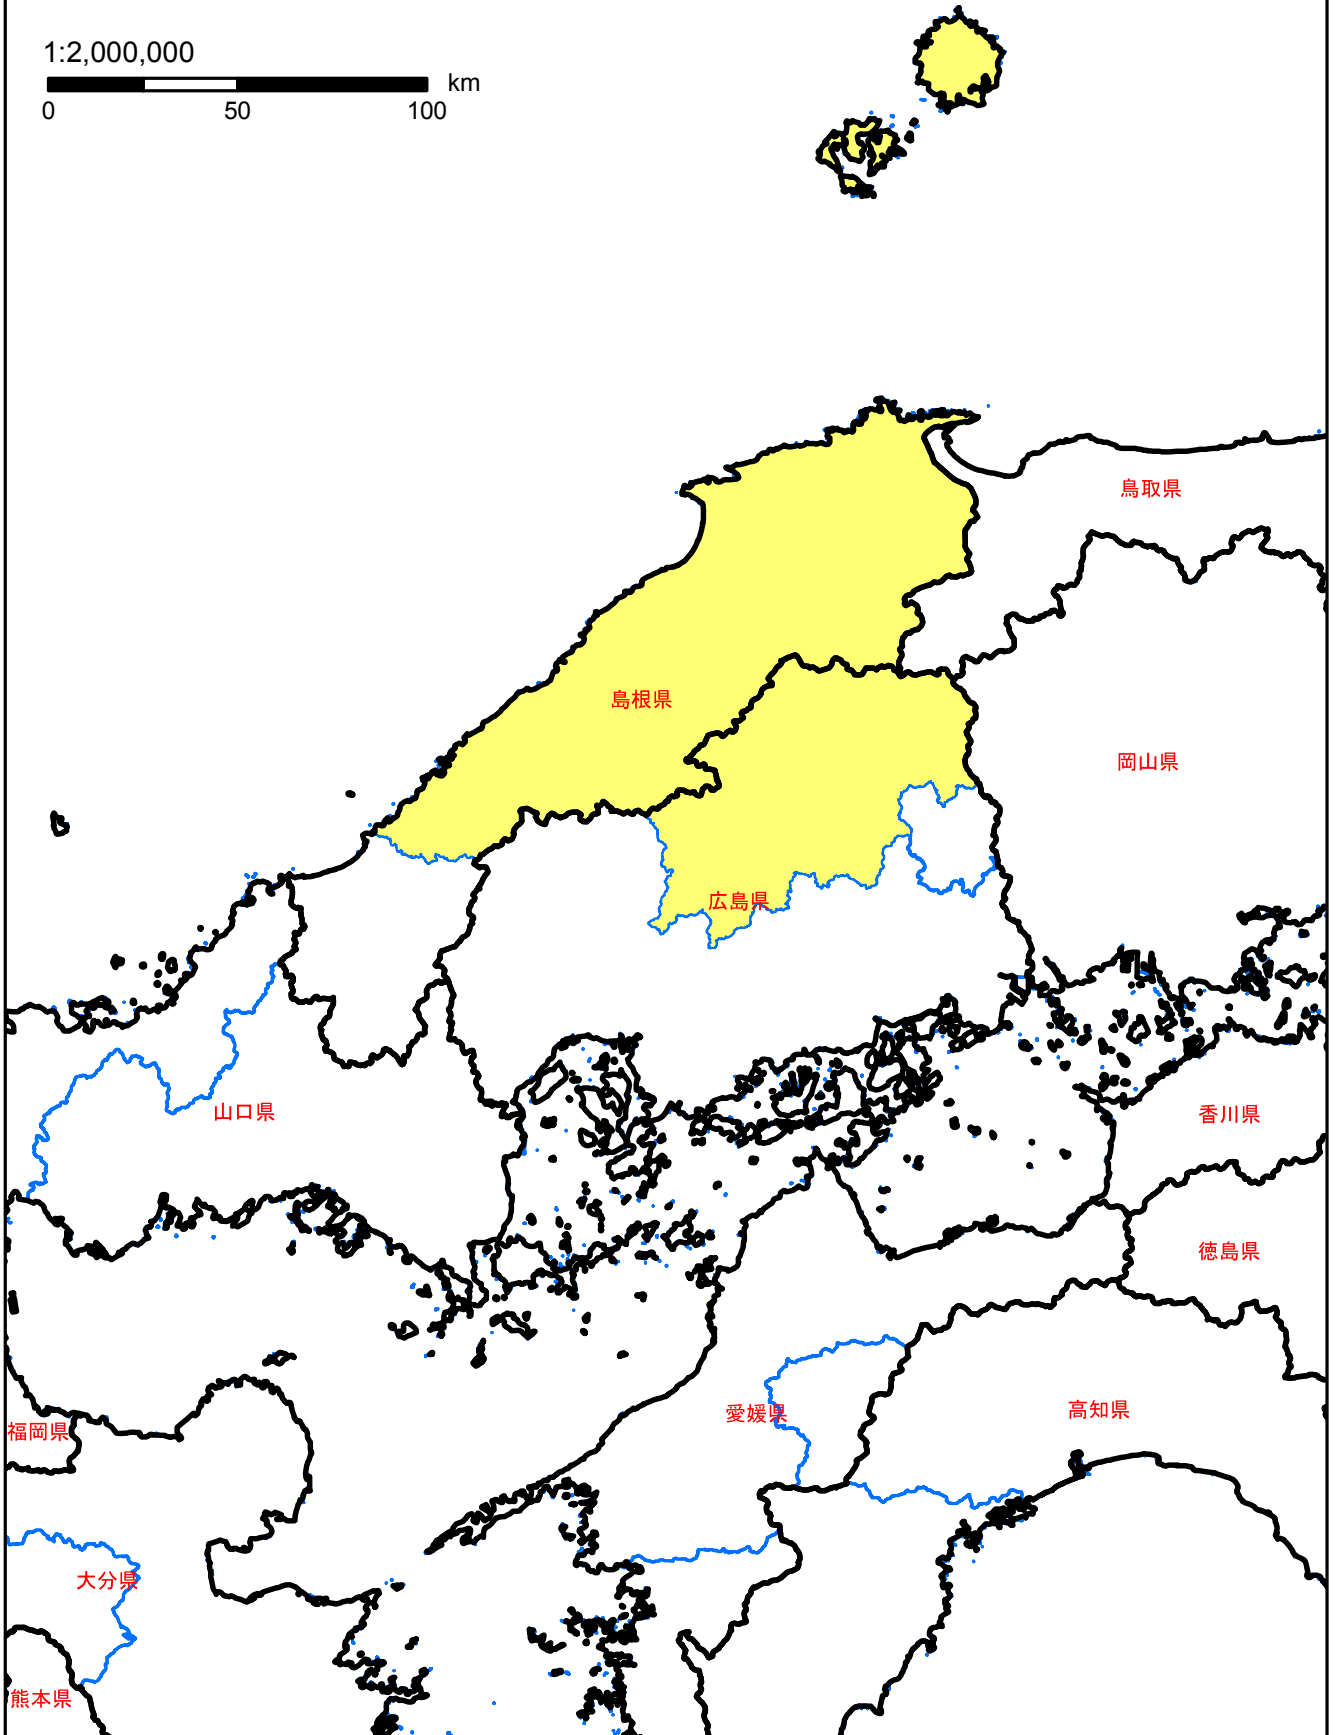 1:2,000,000
km
0 50 100
鳥取県
島根県
岡山県
広島県
山口県
香川県
徳島県
愛媛県
高知県
福岡県
大分県
熊本県